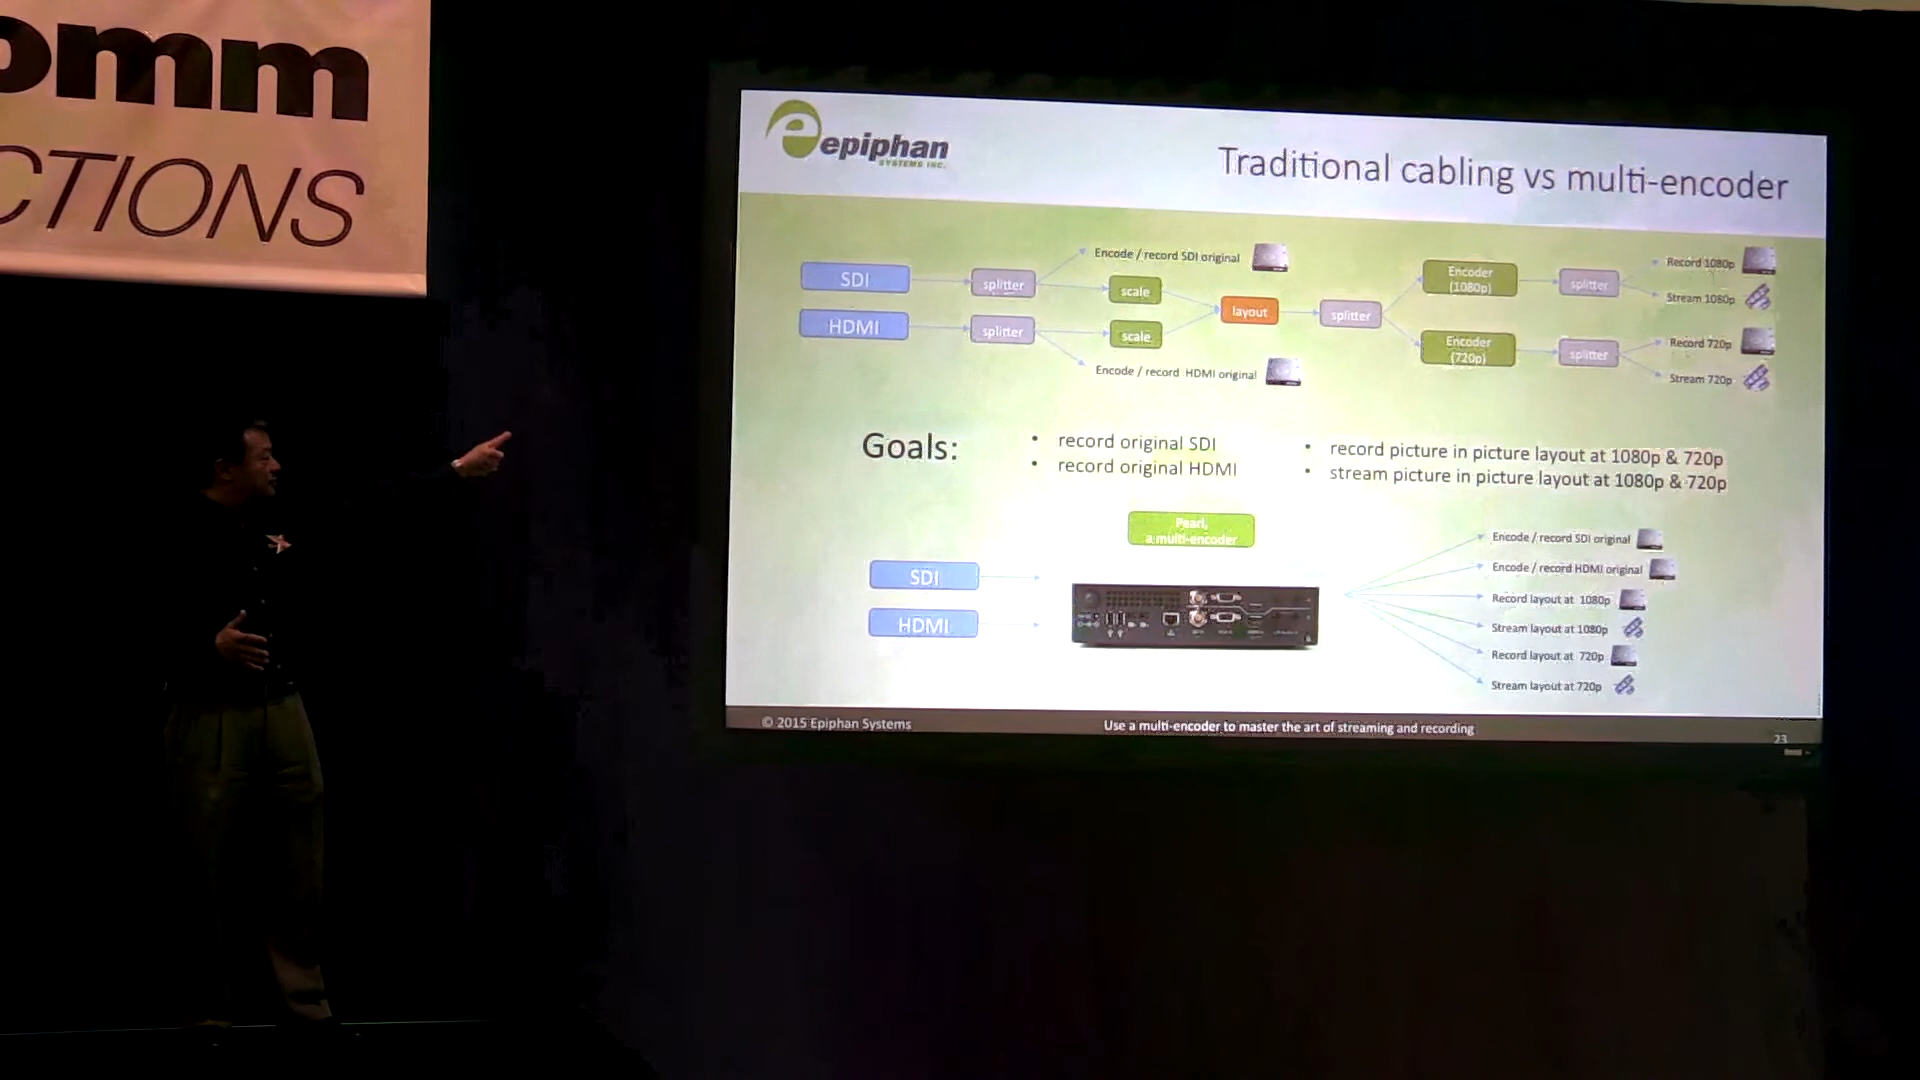 omm
CTIONS
epiphan
SYSTEMS INC.
Traditional cabling vs multi-encoder
SDI
HDMI
splitter
splitter
Encode / record SDI original
scale
scale
Encode / record HDMI original
layout
splitter
Encoder
(1080p)
Encoder
(720p)
splitter
splitter
Record 1080p
Stream 1080p
Record 720p
Stream 720p
Goals:
• record original SDI
• record original HDMI
• record picture in picture layout at 1080p & 720p
• stream picture in picture layout at 1080p & 720p
Pearl,
a multi-encoder
SDI
HDMI
Encode / record SDI original
Encode / record HDMI original
Record layout at 1080p
Stream layout at 1080p
Record layout at 720p
Stream layout at 720p
© 2015 Epiphan Systems
Use a multi-encoder to master the art of streaming and recording
23